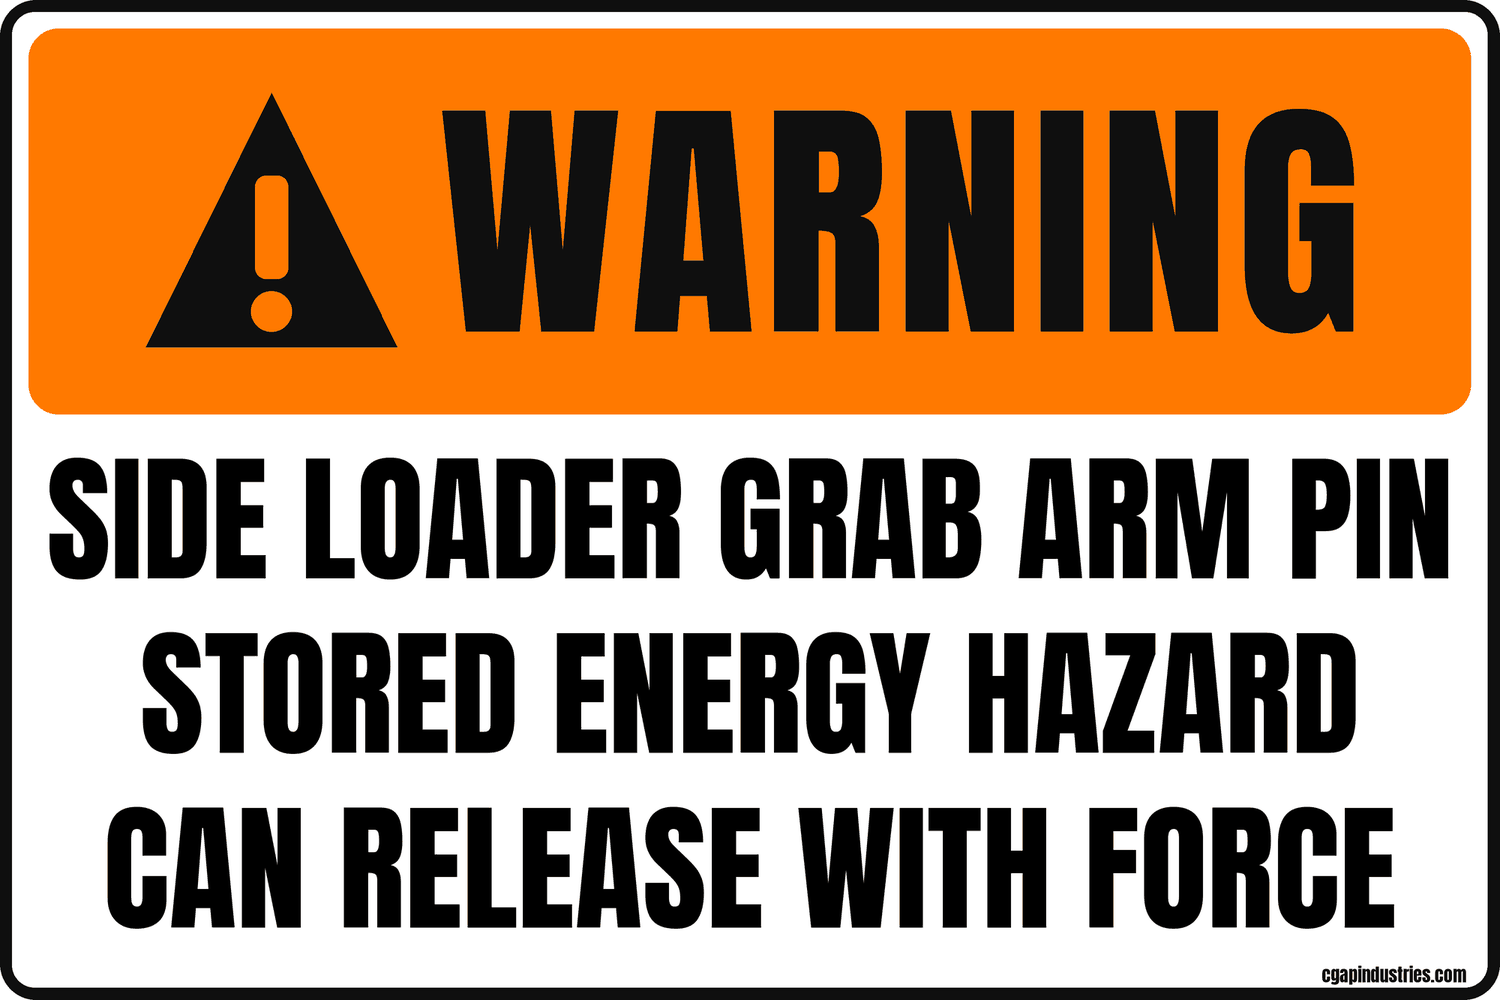 WARNING
SIDE LOADER GRAB ARM PIN
STORED ENERGY HAZARD
CAN RELEASE WITH FORCE
cgapindustries.com